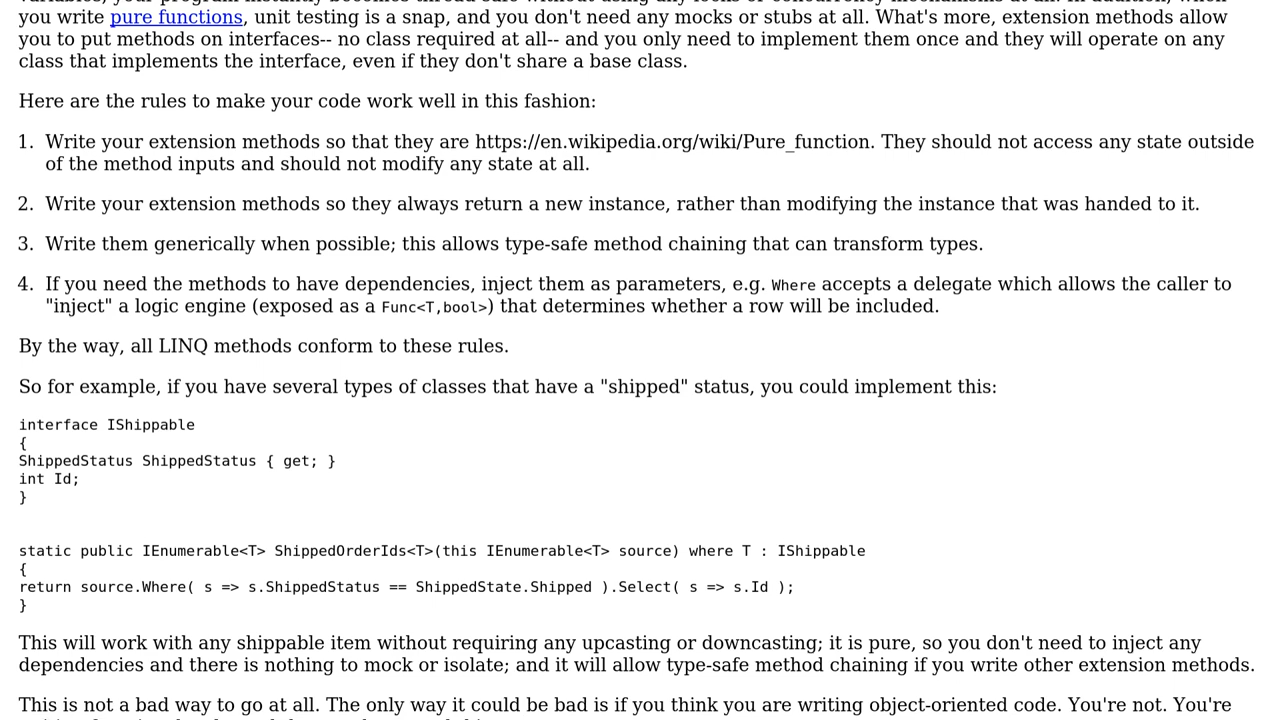 you write pure functions, unit testing is a snap, and you don't need any mocks or stubs at all. What's more, extension methods allow
you to put methods on interfaces-- no class required at all-- and you only need to implement them once and they will operate on any
class that implements the interface, even if they don't share a base class.
Here are the rules to make your code work well in this fashion:
1. Write your extension methods so that they are https://en.wikipedia.org/wiki/Pure_function. They should not access any state outside
of the method inputs and should not modify any state at all.
2. Write your extension methods so they always return a new instance, rather than modifying the instance that was handed to it.
3. Write them generically when possible; this allows type-safe method chaining that can transform types.
4. If you need the methods to have dependencies, inject them as parameters, e.g. Where accepts a delegate which allows the caller to
"inject" a logic engine (exposed as a Func<T,bool>) that determines whether a row will be included.
By the way, all LINQ methods conform to these rules.
So for example, if you have several types of classes that have a "shipped" status, you could implement this:
interface IShippable
{
ShippedStatus ShippedStatus { get; }
int Id;
}
static public IEnumerable<T> ShippedOrderIds<T>(this IEnumerable<T> source) where T : IShippable
{
return source.Where( s => s.ShippedStatus == ShippedState.Shipped ).Select( s => s.Id );
}
This will work with any shippable item without requiring any upcasting or downcasting; it is pure, so you don't need to inject any
dependencies and there is nothing to mock or isolate; and it will allow type-safe method chaining if you write other extension methods.
This is not a bad way to go at all. The only way it could be bad is if you think you are writing object-oriented code. You're not. You're